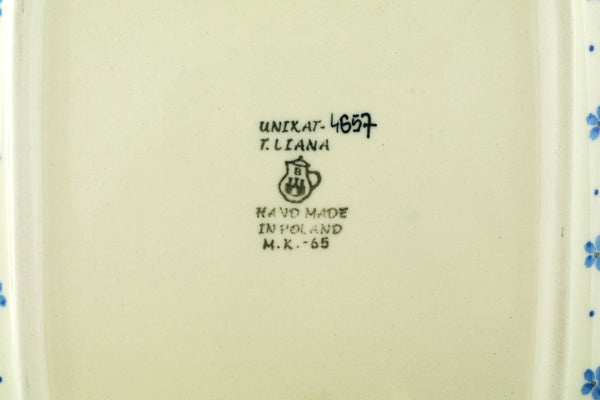 UNIKAT-4657
T. LIANA
B
HAND MADE
IN POLAND
M.K.-65